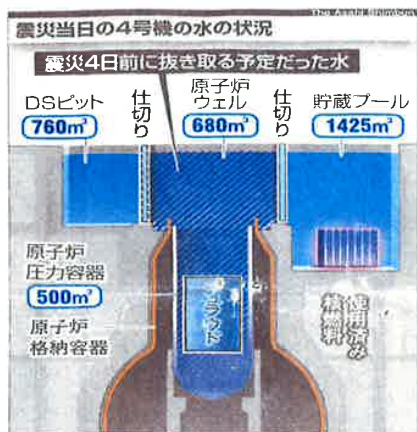 The Asahi Shimbun
震災当日の4号機の水の状況
震災4日前に抜き取る予定だった水
DSピット
760m³
仕切り
原子炉
ウェル
680m³
仕切り
貯蔵プール
1425m³
原子炉
圧力容器
500m³
原子炉
格納容器
シュラウド
使用済み
核燃料